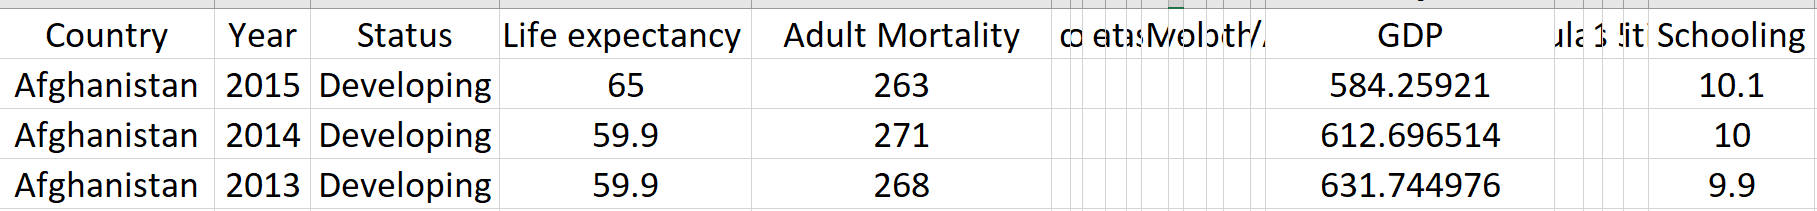 Country Year Status Life expectancy Adult Mortality GDP Schooling
Afghanistan 2015 Developing 65 263 584.25921 10.1
Afghanistan 2014 Developing 59.9 271 612.696514 10
Afghanistan 2013 Developing 59.9 268 631.744976 9.9